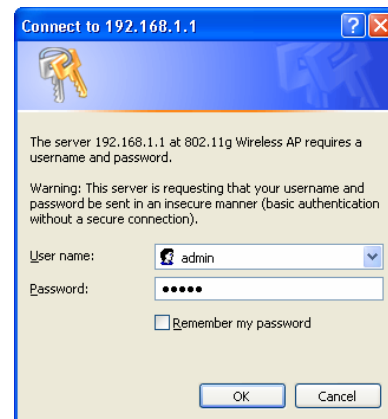 Connect to 192.168.1.1
The server 192.168.1.1 at 802.11g Wireless AP requires a
username and password.
Warning: This server is requesting that your username and
password be sent in an insecure manner (basic authentication
without a secure connection).
User name:
admin
Password:
•••••
Remember my password
OK
Cancel